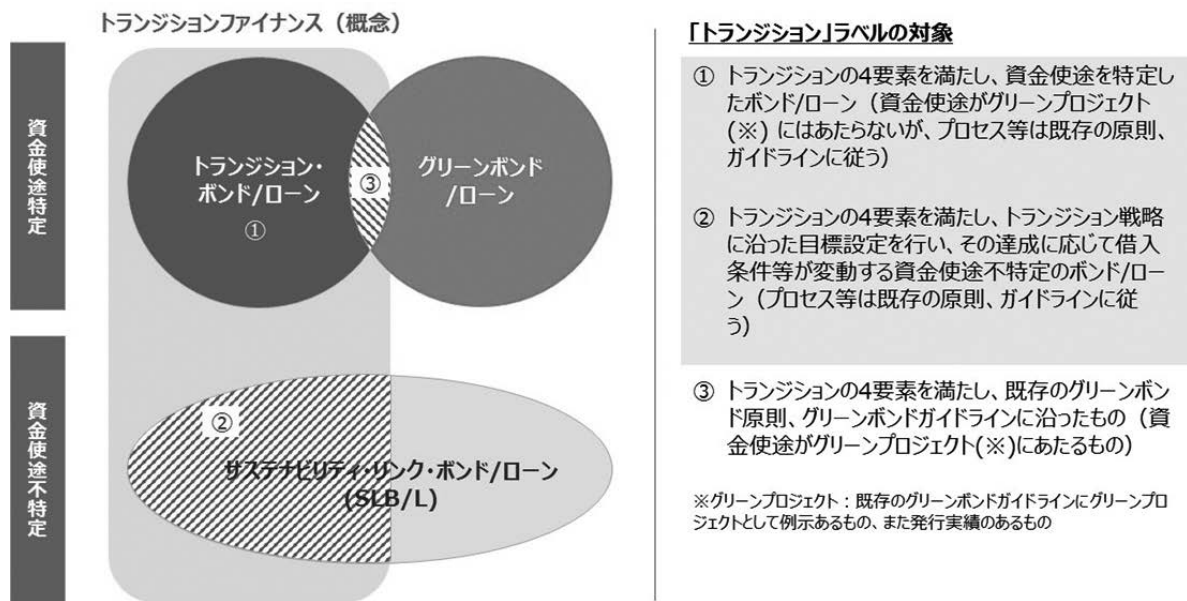 トランジションファイナンス（概念）
資金使途特定
トランジション・
ボンド/ローン
①
③
グリーンボンド
/ローン
資金使途不特定
②
サステナビリティ・リンク・ボンド/ローン
(SLB/L)
「トランジション」ラベルの対象
① トランジションの4要素を満たし、資金使途を特定し
たボンド/ローン（資金使途がグリーンプロジェクト
(※) にはあたらないが、プロセス等は既存の原則、
ガイドラインに従う）
② トランジションの4要素を満たし、トランジション戦略
に沿った目標設定を行い、その達成に応じて借入
条件等が変動する資金使途不特定のボンド/ロー
ン（プロセス等は既存の原則、ガイドラインに従
う）
③ トランジションの4要素を満たし、既存のグリーンボン
ド原則、グリーンボンドガイドラインに沿ったもの（資
金使途がグリーンプロジェクト(※)にあたるもの）
※グリーンプロジェクト：既存のグリーンボンドガイドラインにグリーンプロ
ジェクトとして例示あるもの、また発行実績のあるもの